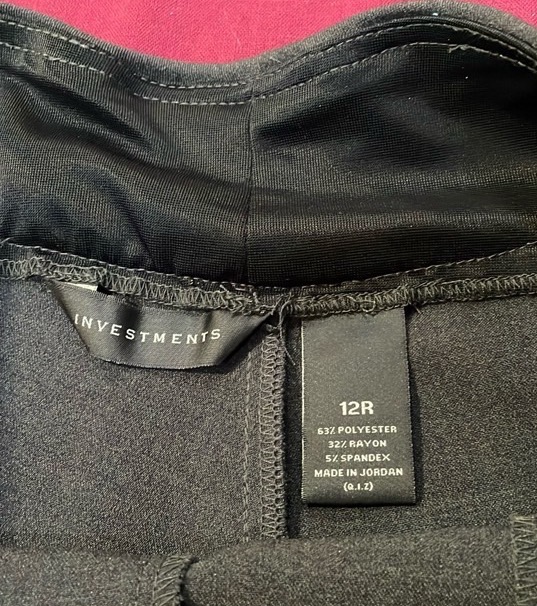 INVESTMENTS
12R
63% POLYESTER
32% RAYON
5% SPANDEX
MADE IN JORDAN
(Q.I.Z)